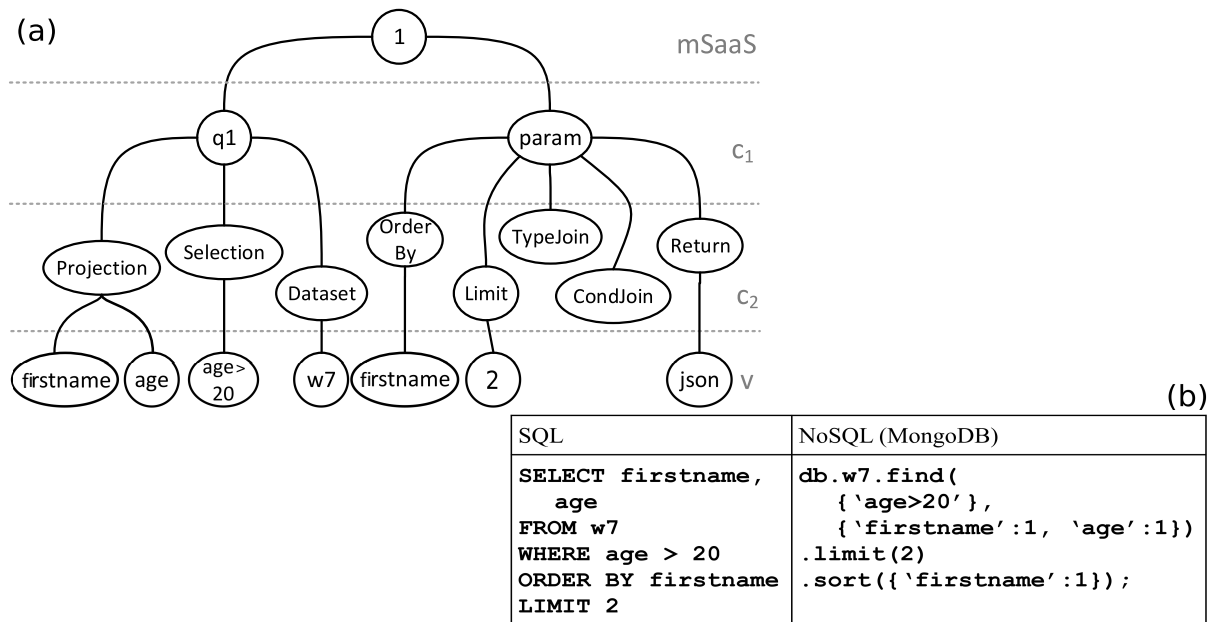 (a)
1
mSaaS
q1
param
c1
Order
By
TypeJoin
Return
Projection
Selection
Dataset
Limit
CondJoin
c2
firstname
age
age>
20
w7
firstname
2
json
v
(b)
SQL
NoSQL (MongoDB)
SELECT firstname,
age
FROM w7
WHERE age > 20
ORDER BY firstname
LIMIT 2
db.w7.find(
{‘age>20’},
{‘firstname’:1, ‘age’:1})
.limit(2)
.sort({‘firstname’:1});